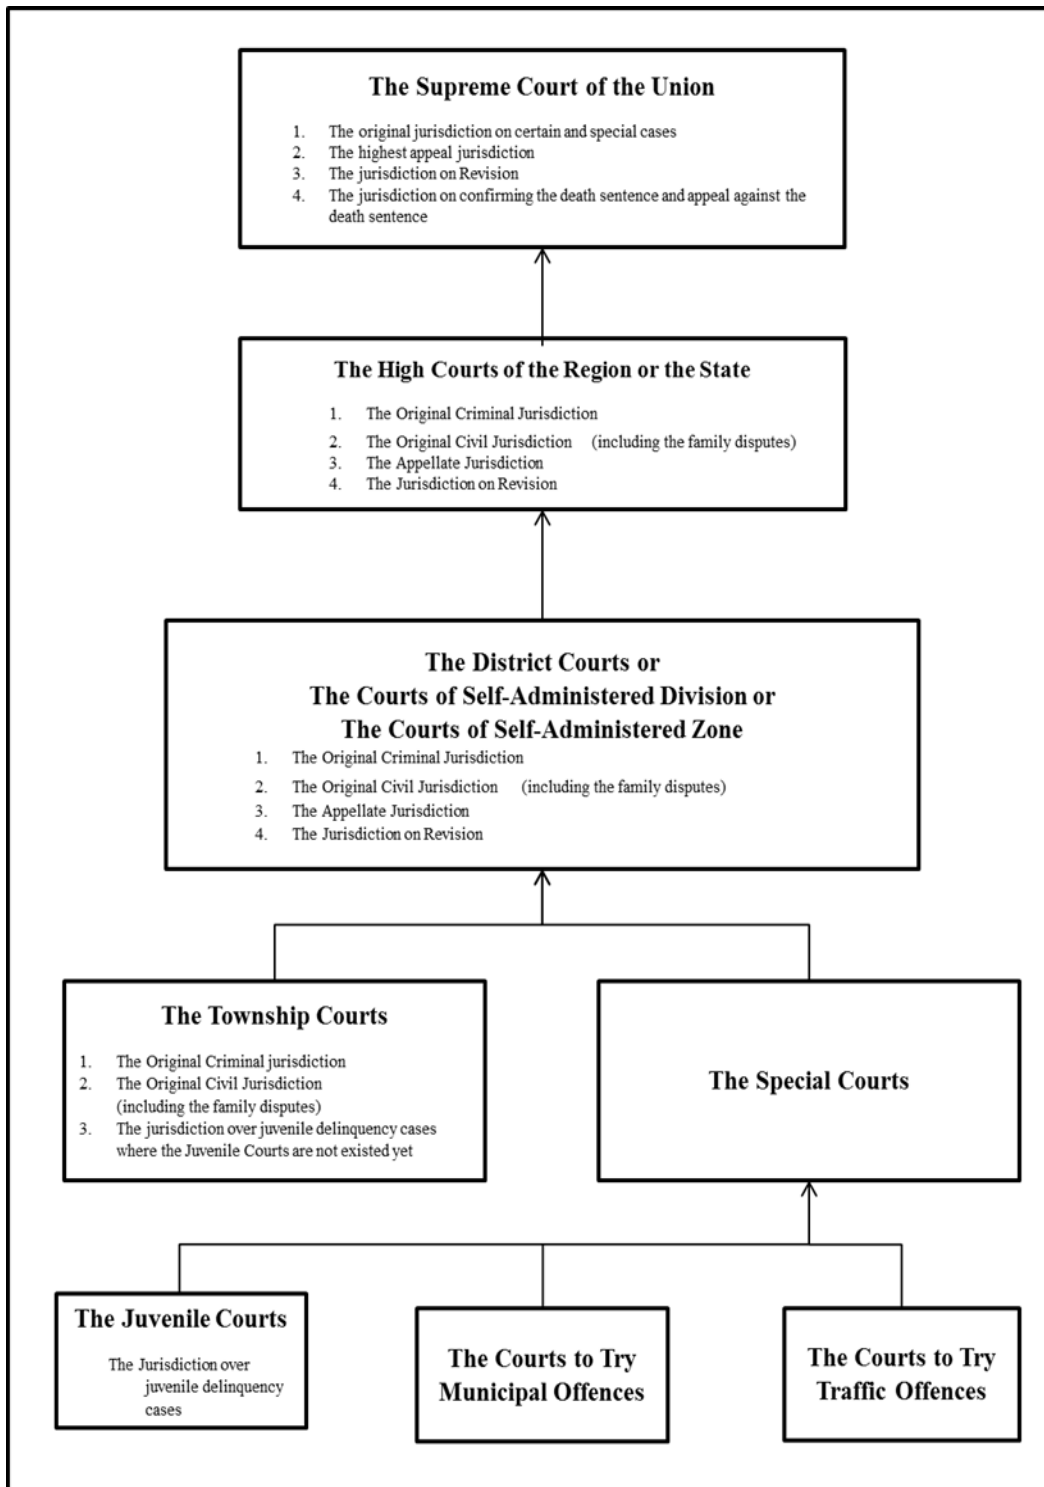 The Supreme Court of the Union
1. The original jurisdiction on certain and special cases
2. The highest appeal jurisdiction
3. The jurisdiction on Revision
4. The jurisdiction on confirming the death sentence and appeal against the
death sentence
The High Courts of the Region or the State
1. The Original Criminal Jurisdiction
2. The Original Civil Jurisdiction (including the family disputes)
3. The Appellate Jurisdiction
4. The Jurisdiction on Revision
The District Courts or
The Courts of Self-Administered Division or
The Courts of Self-Administered Zone
1. The Original Criminal Jurisdiction
2. The Original Civil Jurisdiction (including the family disputes)
3. The Appellate Jurisdiction
4. The Jurisdiction on Revision
The Township Courts
1. The Original Criminal jurisdiction
2. The Original Civil Jurisdiction
(including the family disputes)
3. The jurisdiction over juvenile delinquency cases
where the Juvenile Courts are not existed yet
The Special Courts
The Juvenile Courts
The Jurisdiction over
juvenile delinquency
cases
The Courts to Try
Municipal Offences
The Courts to Try
Traffic Offences